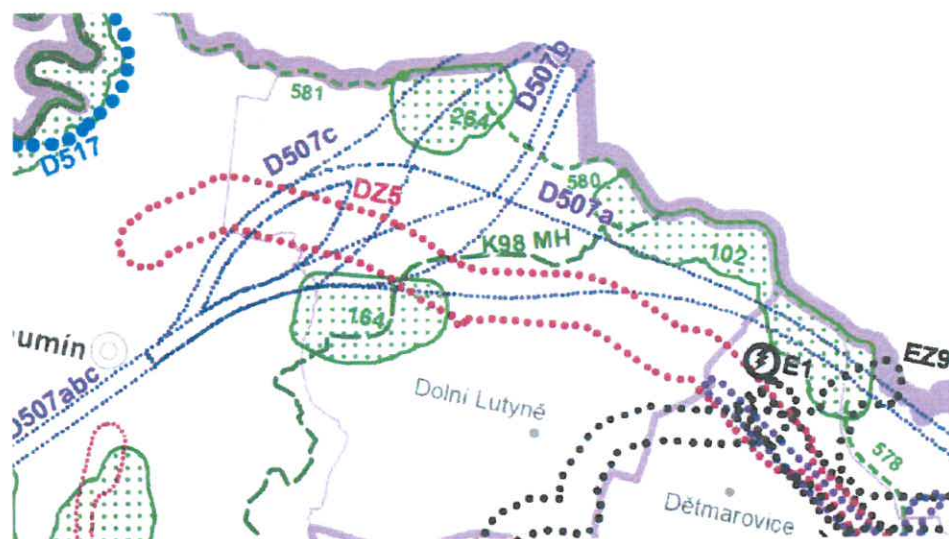 D507b
581
264
D517
D507c
DZ5
580
D507a
K98 MH
102
164
umín
E1
EZ9
D507abc
Dolní Lutyně
578
Dětmarovice